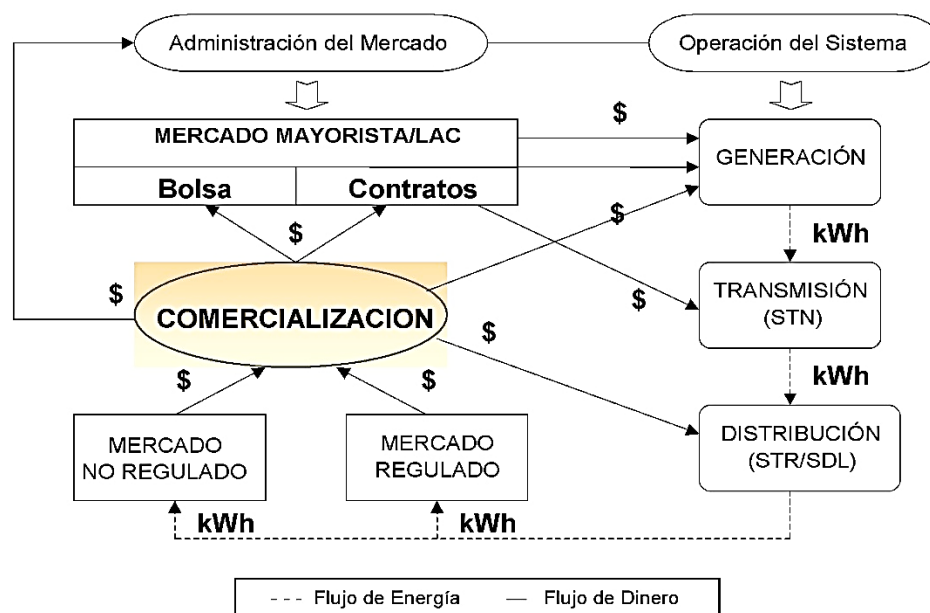 Administración del Mercado
Operación del Sistema
MERCADO MAYORISTA/LAC
$
GENERACIÓN
Bolsa
Contratos
$
$
kWh
$
TRANSMISIÓN
(STN)
$
COMERCIALIZACION
$
kWh
$
$
MERCADO
NO REGULADO
MERCADO
REGULADO
DISTRIBUCIÓN
(STR/SDL)
kWh
kWh
---- Flujo de Energía
— Flujo de Dinero